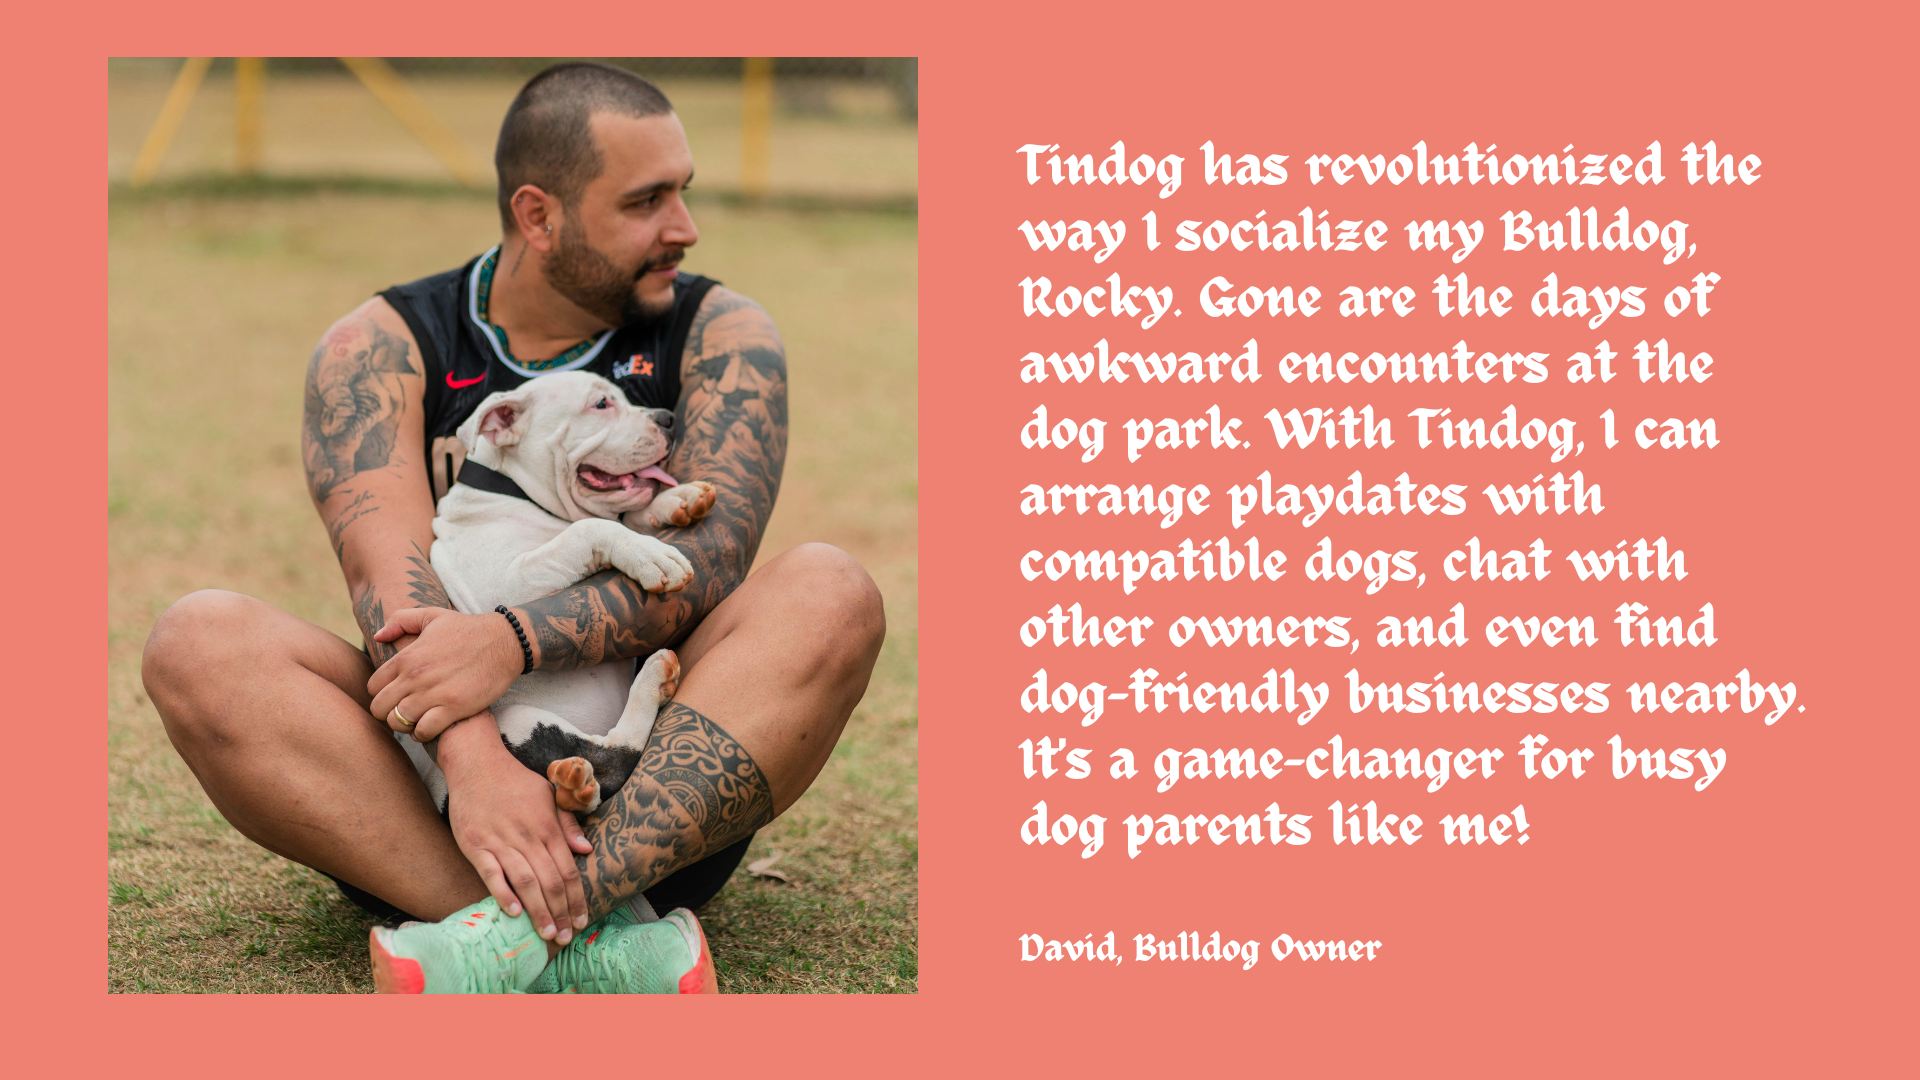 Tindog has revolutionized the
way I socialize my Bulldog,
Rocky. Gone are the days of
awkward encounters at the
dog park. With Tindog, I can
arrange playdates with
compatible dogs, chat with
other owners, and even find
dog-friendly businesses nearby.
It's a game-changer for busy
dog parents like me!
David, Bulldog Owner